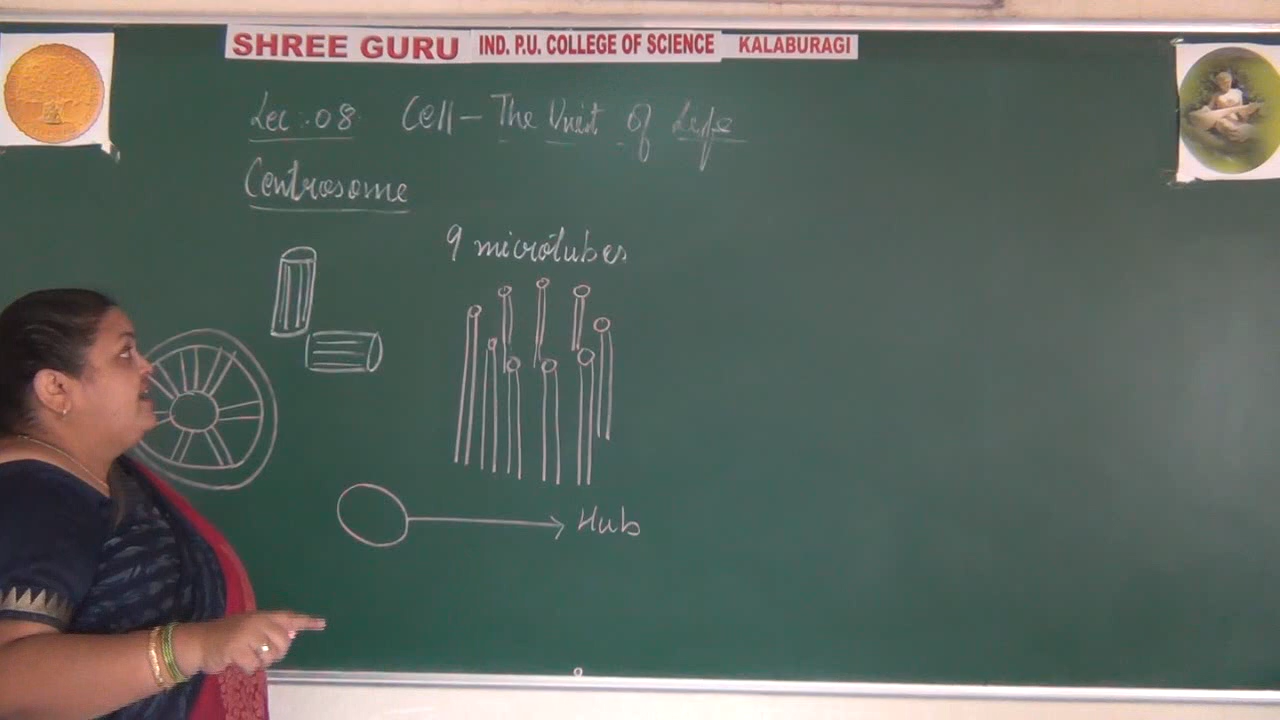 SHREE GURU IND. P.U. COLLEGE OF SCIENCE KALABURAGI
Lec : 08 Cell - The Unit of Life
Centrosome
9 microtubes
Hub